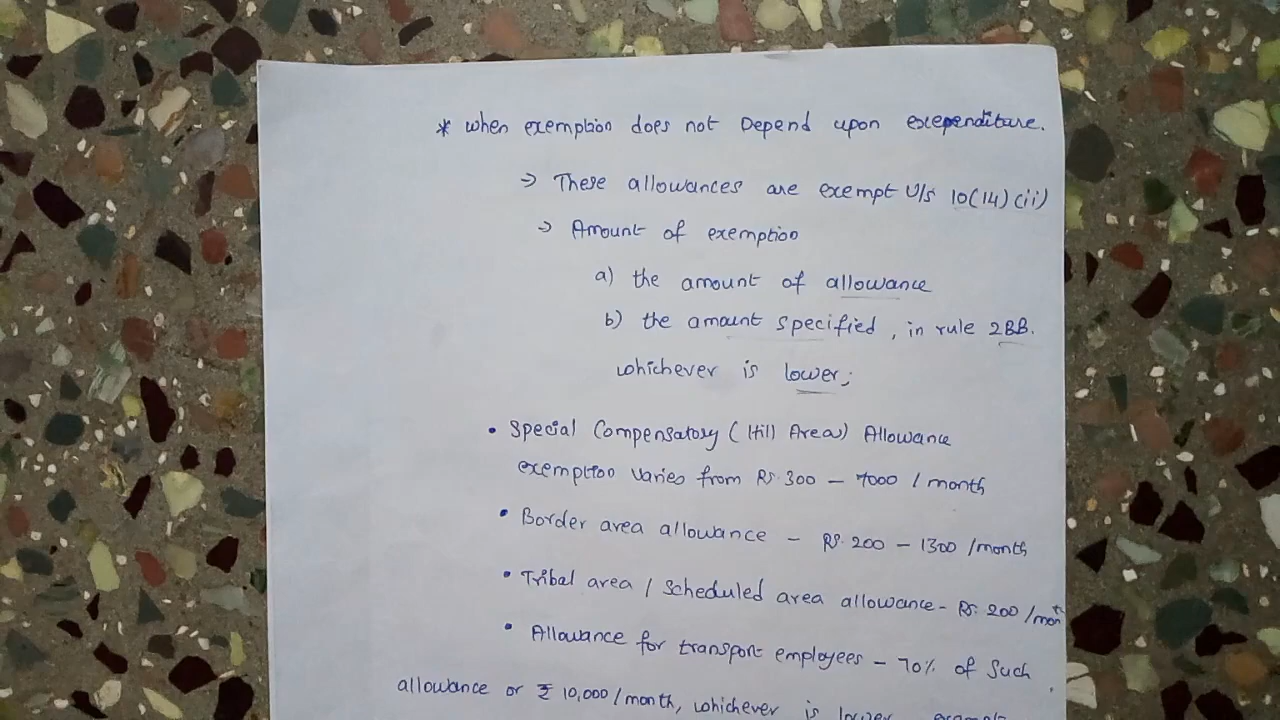 * When exemption does not Depend upon excependiture.
→ These allowances are exempt U/s 10(14)(ii)
→ Amount of exemption
a) the amount of allowance
b) the amount specified, in rule 2BB.
whichever is lower;
• Special Compensatory (Hill Area) Allowance
exemption varies from Rs. 300 – 7000 / month
• Border area allowance – Rs. 200 – 1300 /month
• Tribal area / Scheduled area allowance - Rs. 200 /mont
• Allowance for transport employees – 70% of Such
allowance or ₹ 10,000/month, whichever is lower